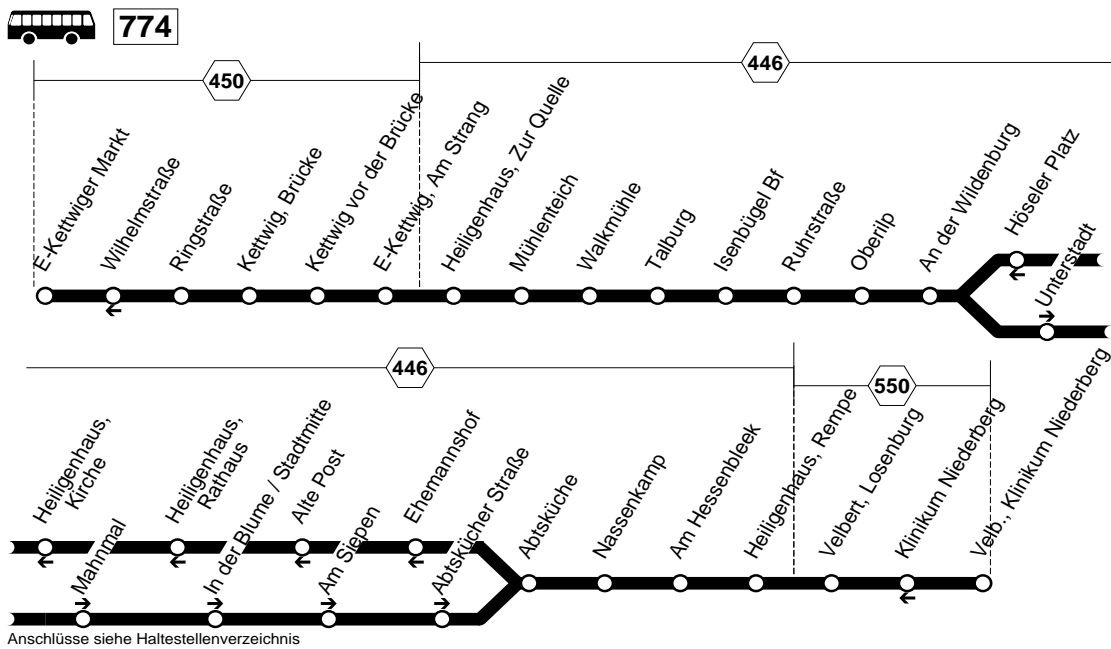 774
450
446
E-Kettwiger Markt
Wilhelmstraße
Ringstraße
Kettwig, Brücke
Kettwig vor der Brücke
E-Kettwig, Am Strang
Heiligenhaus, Zur Quelle
Mühlenteich
Walkmühle
Talburg
Isenbügel Bf
Ruhrstraße
Oberilp
An der Wildenburg
Höseler Platz
Unterstadt
446
550
Heiligenhaus,
Kirche
Mahnmal
Heiligenhaus,
Rathaus
In der Blume / Stadtmitte
Alte Post
Am Siepen
Ehemannshof
Abtskücher Straße
Abtsküche
Nassenkamp
Am Hessenbleek
Heiligenhaus, Rempe
Velbert, Losenburg
Klinikum Niederberg
Velb., Klinikum Niederberg
Anschlüsse siehe Haltestellenverzeichnis